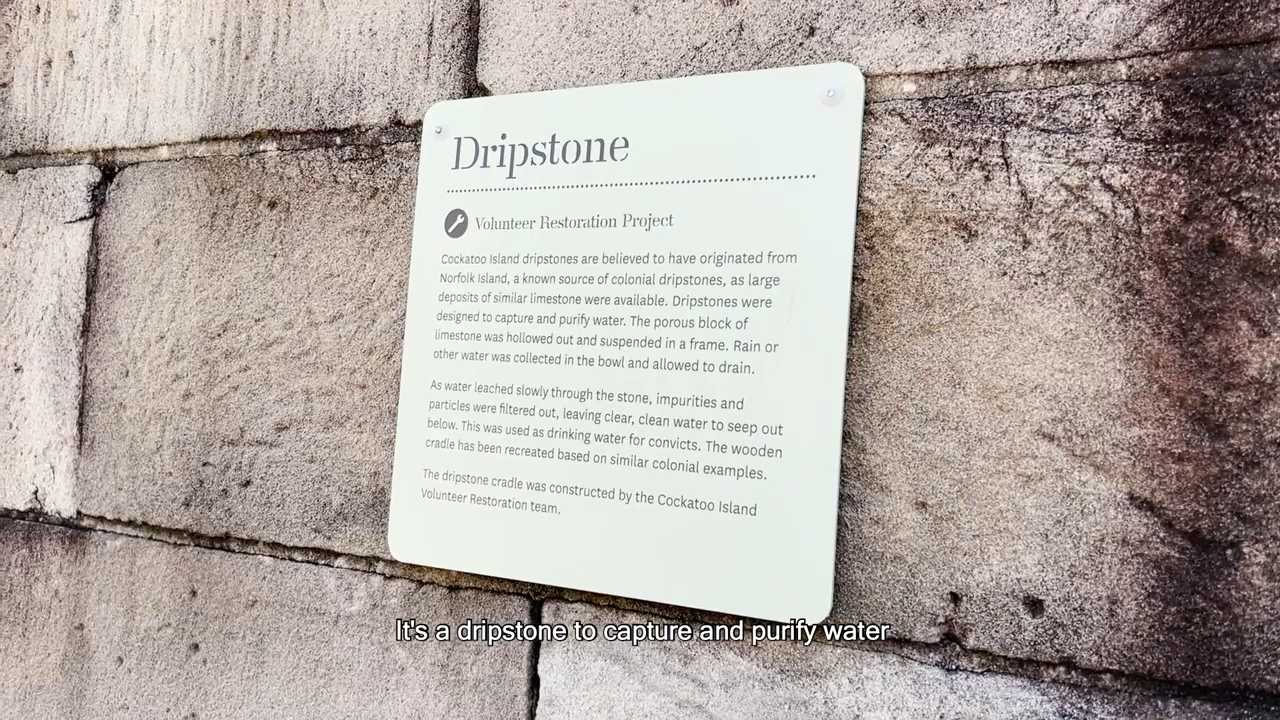 Dripstone
Volunteer Restoration Project
Cockatoo Island dripstones are believed to have originated from
Norfolk Island, a known source of colonial dripstones, as large
deposits of similar limestone were available. Dripstones were
designed to capture and purify water. The porous block of
limestone was hollowed out and suspended in a frame. Rain or
other water was collected in the bowl and allowed to drain.
As water leached slowly through the stone, impurities and
particles were filtered out, leaving clear, clean water to seep out
below. This was used as drinking water for convicts. The wooden
cradle has been recreated based on similar colonial examples.
The dripstone cradle was constructed by the Cockatoo Island
Volunteer Restoration team.
It's a dripstone to capture and purify water